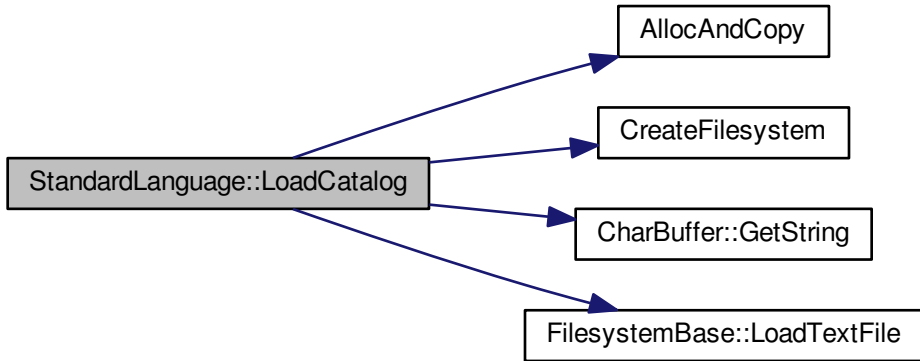 AllocAndCopy
CreateFilesystem
StandardLanguage::LoadCatalog
CharBuffer::GetString
FilesystemBase::LoadTextFile